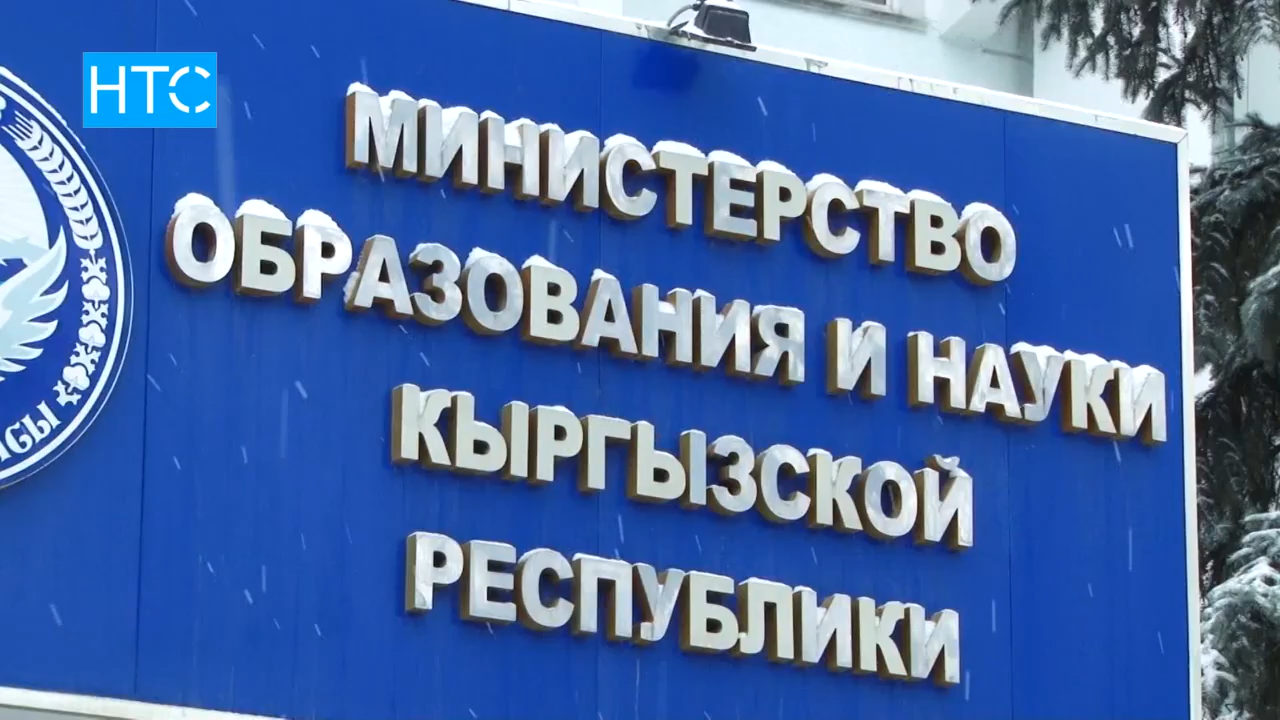 НТС
МИНИСТЕРСТВО
ОБРАЗОВАНИЯ И НАУКИ
КЫРГЫЗСКОЙ
РЕСПУБЛИКИ